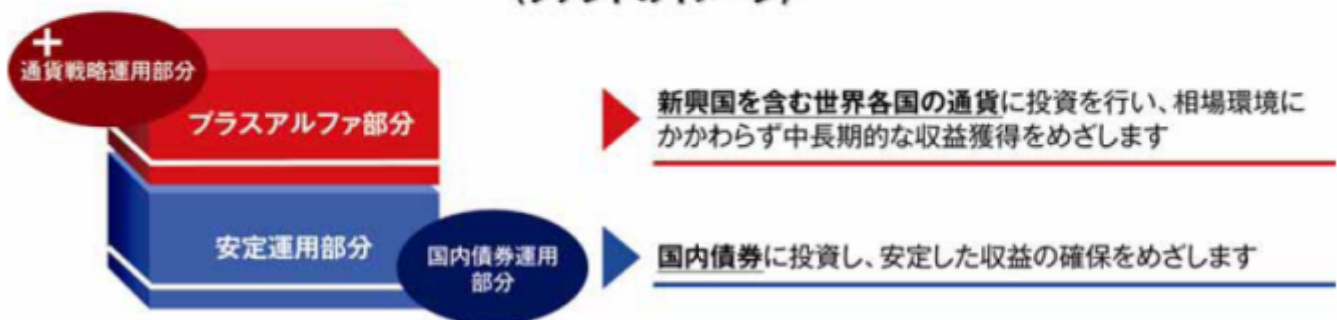 +
通貨戦略運用部分
プラスアルファ部分
新興国を含む世界各国の通貨に投資を行い、相場環境に
かかわらず中長期的な収益獲得をめざします
安定運用部分
国内債券運用
部分
国内債券に投資し、安定した収益の確保をめざします